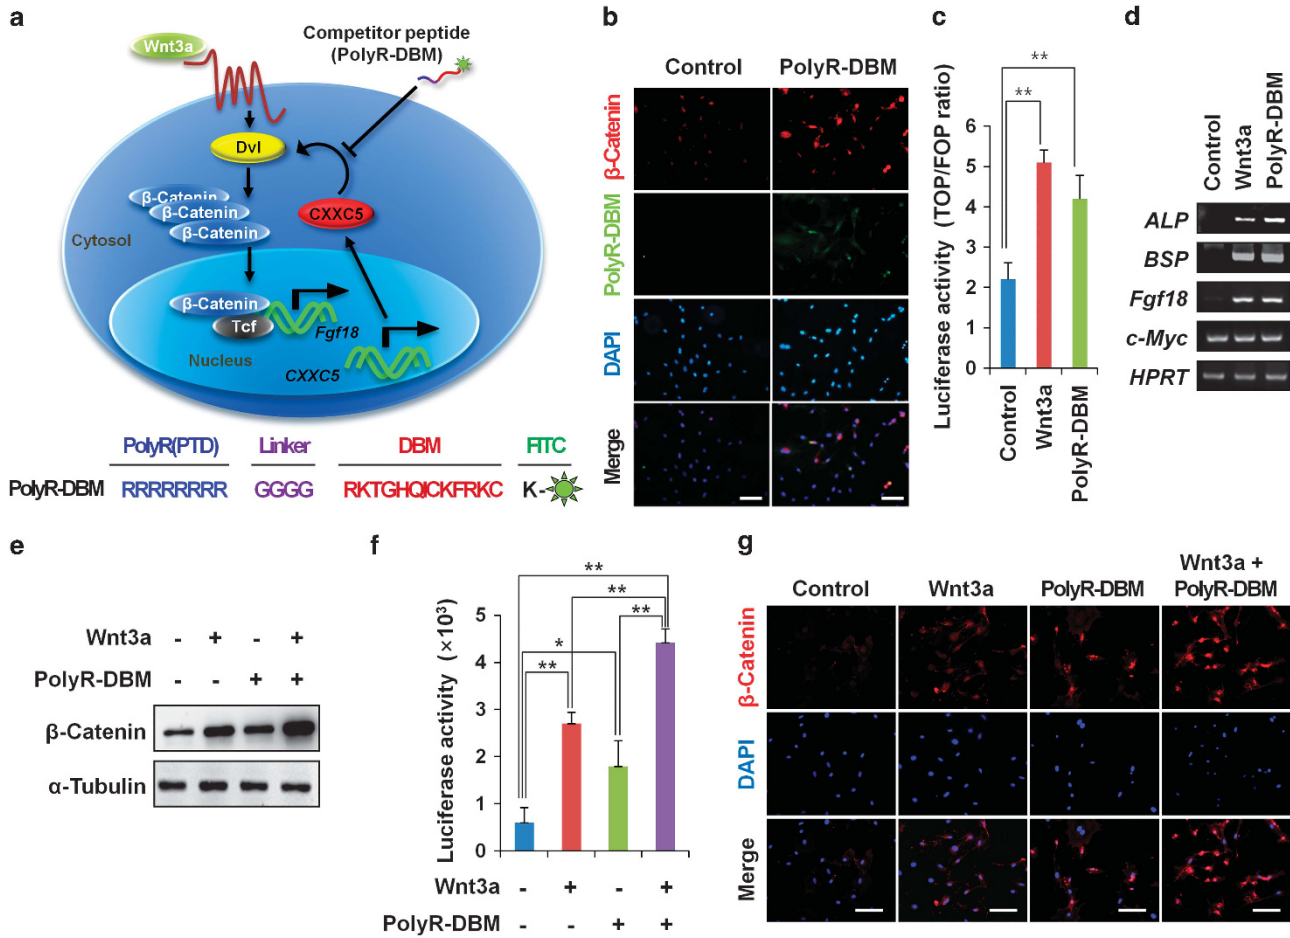 a
Wnt3a
Competitor peptide
(PolyR-DBM)
Dvl
β-Catenin
β-Catenin
β-Catenin
CXXC5
Cytosol
β-Catenin
Tcf
Fgf18
Nucleus
CXXC5
PolyR(PTD) Linker DBM FITC
PolyR-DBM RRRRRRRR GGGG RKTGHQICKFRKC K-
b
Control PolyR-DBM
β-Catenin
PolyR-DBM
DAPI
Merge
c
Luciferase activity (TOP/FOP ratio)
**
**
6
5
4
3
2
1
0
Control
Wnt3a
PolyR-DBM
d
Control
Wnt3a
PolyR-DBM
ALP
BSP
Fgf18
c-Myc
HPRT
e
Wnt3a - + - +
PolyR-DBM - - + +
β-Catenin
α-Tubulin
f
Luciferase activity (×10³)
**
**
**
*
**
5
4
3
2
1
0
Wnt3a - + - +
PolyR-DBM - - + +
g
Control Wnt3a PolyR-DBM Wnt3a +
PolyR-DBM
β-Catenin
DAPI
Merge